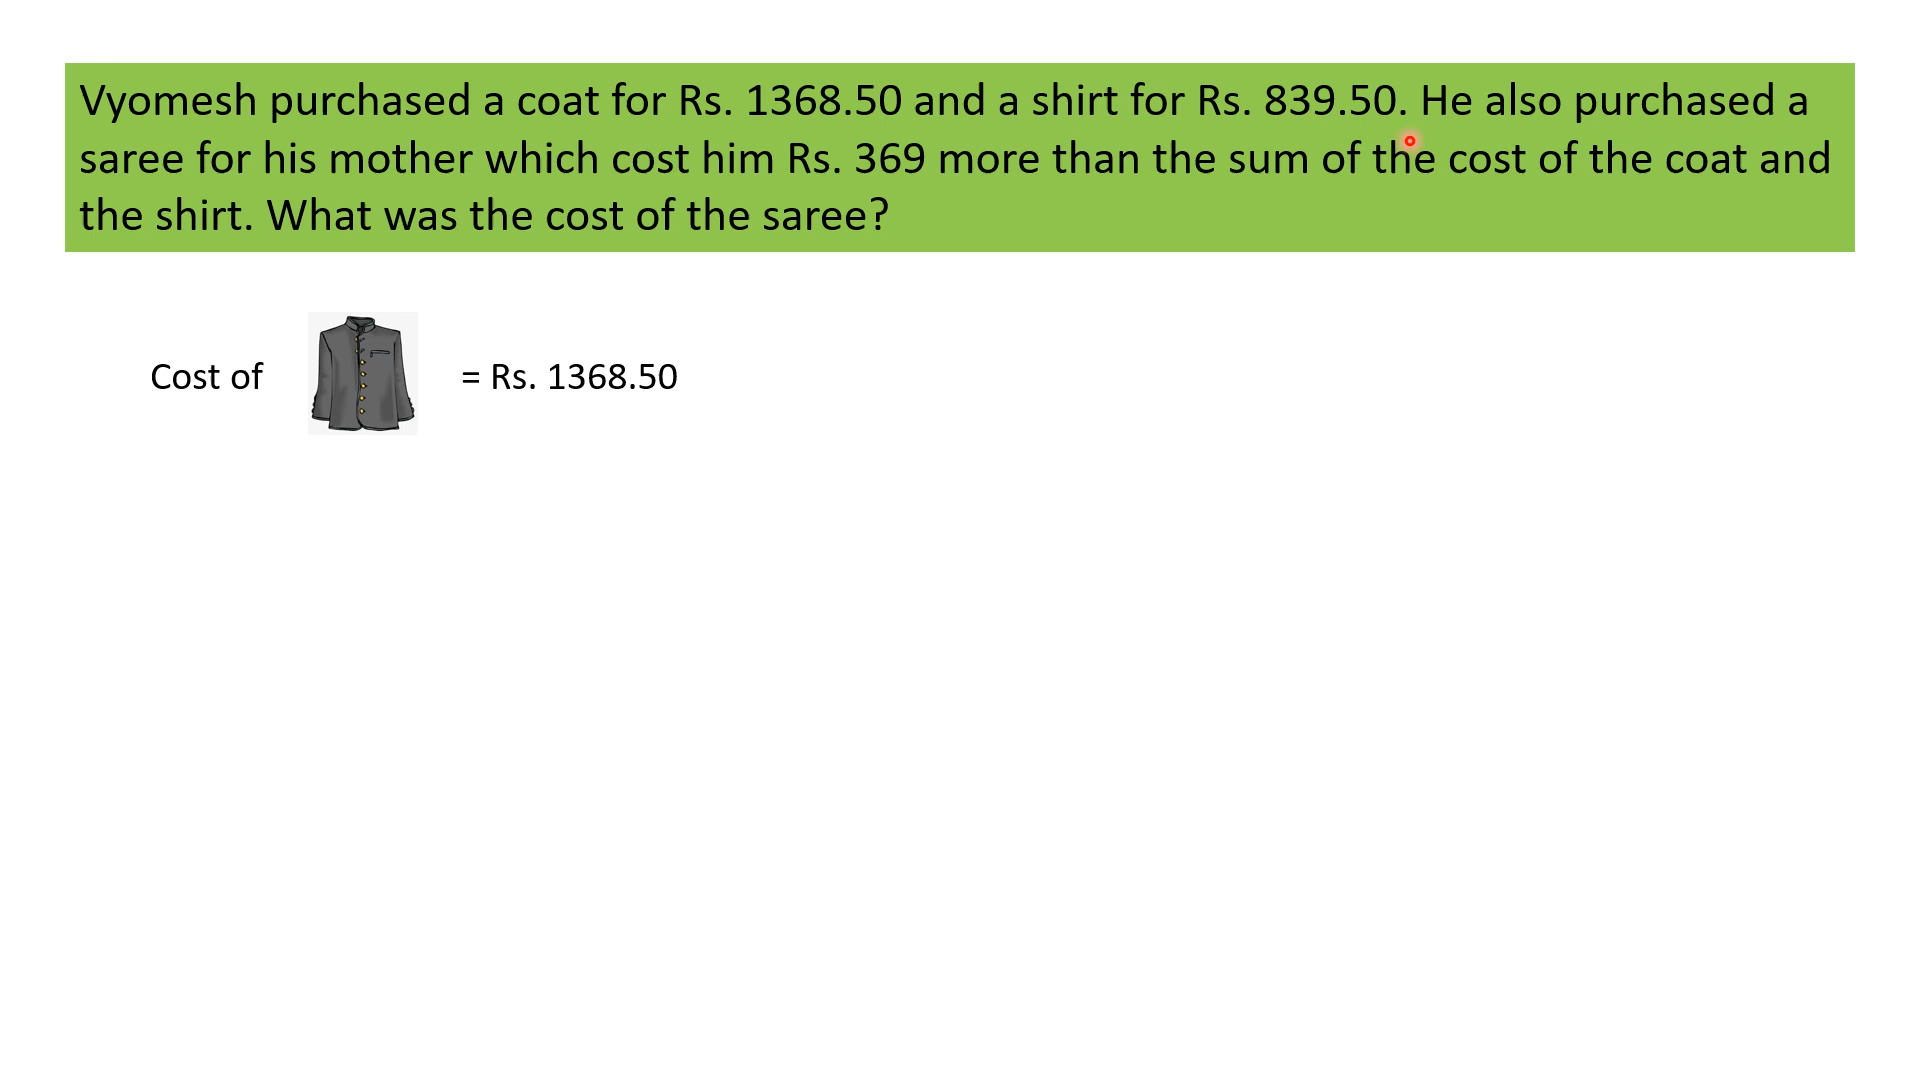 Vyomesh purchased a coat for Rs. 1368.50 and a shirt for Rs. 839.50. He also purchased a
saree for his mother which cost him Rs. 369 more than the sum of the cost of the coat and
the shirt. What was the cost of the saree?
Cost of = Rs. 1368.50